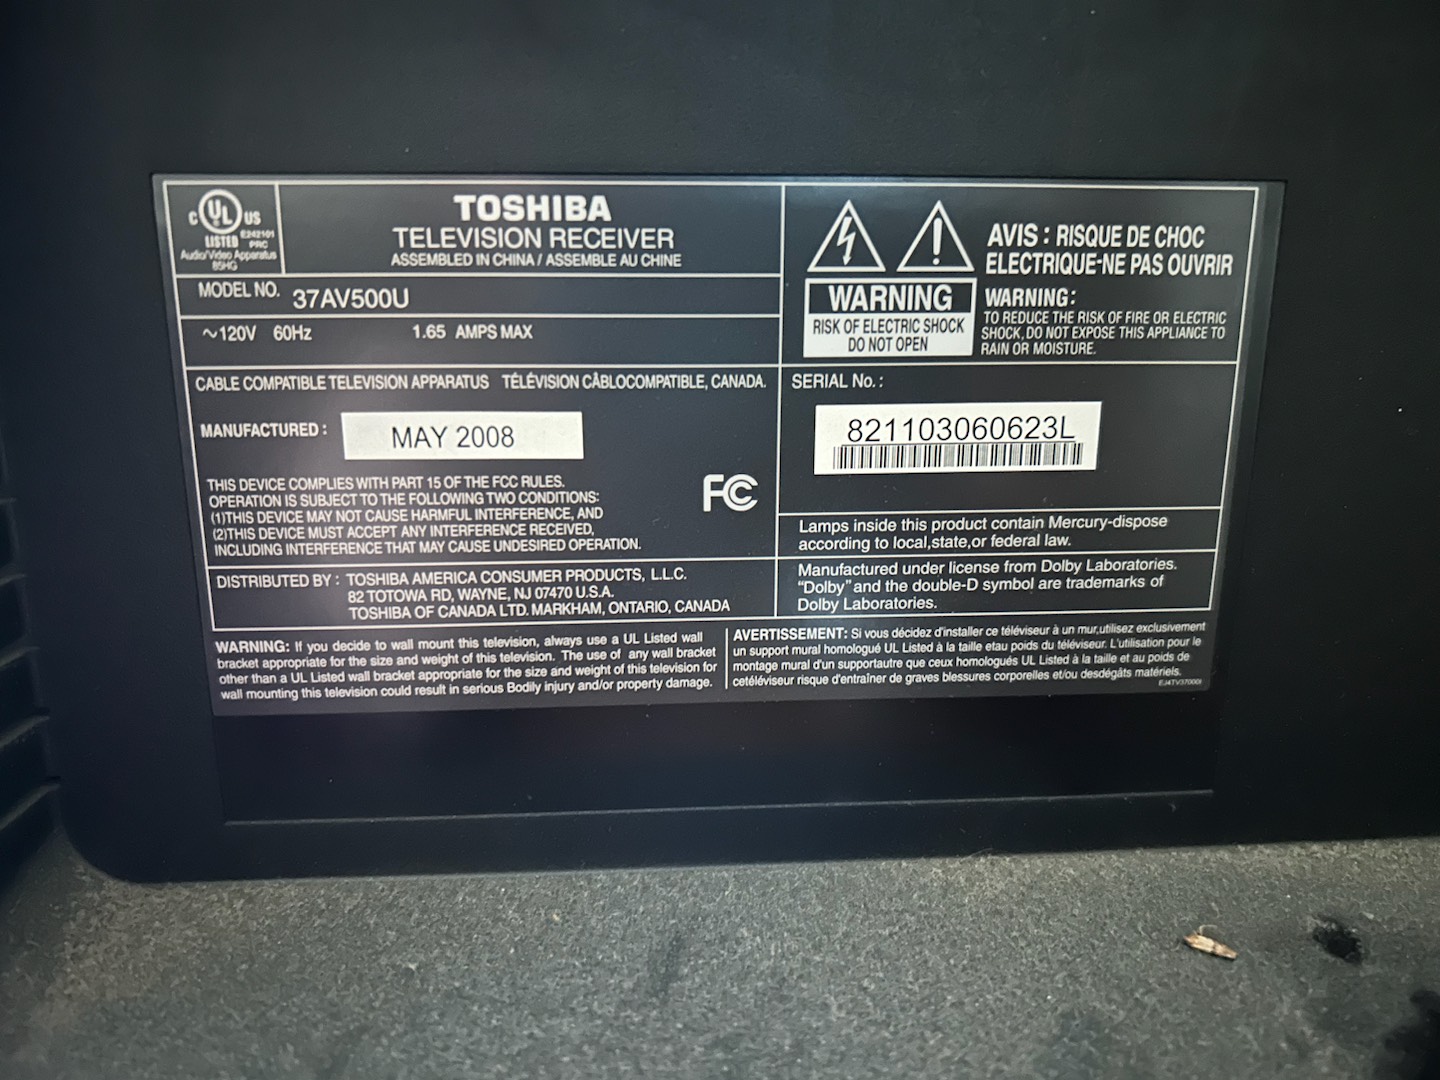 C UL US
LISTED E242101
PRC
Audio/Video Apparatus
85HG
TOSHIBA
TELEVISION RECEIVER
ASSEMBLED IN CHINA / ASSEMBLE AU CHINE
MODEL NO. 37AV500U
~120V 60Hz 1.65 AMPS MAX
CABLE COMPATIBLE TELEVISION APPARATUS TÉLÉVISION CÂBLOCOMPATIBLE, CANADA.
MANUFACTURED : MAY 2008
THIS DEVICE COMPLIES WITH PART 15 OF THE FCC RULES.
OPERATION IS SUBJECT TO THE FOLLOWING TWO CONDITIONS:
(1)THIS DEVICE MAY NOT CAUSE HARMFUL INTERFERENCE, AND
(2)THIS DEVICE MUST ACCEPT ANY INTERFERENCE RECEIVED,
INCLUDING INTERFERENCE THAT MAY CAUSE UNDESIRED OPERATION.
FC
DISTRIBUTED BY : TOSHIBA AMERICA CONSUMER PRODUCTS, L.L.C.
82 TOTOWA RD, WAYNE, NJ 07470 U.S.A.
TOSHIBA OF CANADA LTD. MARKHAM, ONTARIO, CANADA
WARNING
RISK OF ELECTRIC SHOCK
DO NOT OPEN
AVIS : RISQUE DE CHOC
ELECTRIQUE-NE PAS OUVRIR
WARNING:
TO REDUCE THE RISK OF FIRE OR ELECTRIC
SHOCK, DO NOT EXPOSE THIS APPLIANCE TO
RAIN OR MOISTURE.
SERIAL No. :
821103060623L
Lamps inside this product contain Mercury-dispose
according to local,state,or federal law.
Manufactured under license from Dolby Laboratories.
"Dolby" and the double-D symbol are trademarks of
Dolby Laboratories.
WARNING: If you decide to wall mount this television, always use a UL Listed wall
bracket appropriate for the size and weight of this television. The use of any wall bracket
other than a UL Listed wall bracket appropriate for the size and weight of this television for
wall mounting this television could result in serious Bodily injury and/or property damage.
AVERTISSEMENT: Si vous décidez d'installer ce téléviseur à un mur,utilisez exclusivement
un support mural homologué UL Listed à la taille etau poids du téléviseur. L'utilisation pour le
montage mural d'un supportautre que ceux homologués UL Listed à la taille et au poids de
cetéléviseur risque d'entraîner de graves blessures corporelles et/ou desdégâts matériels.